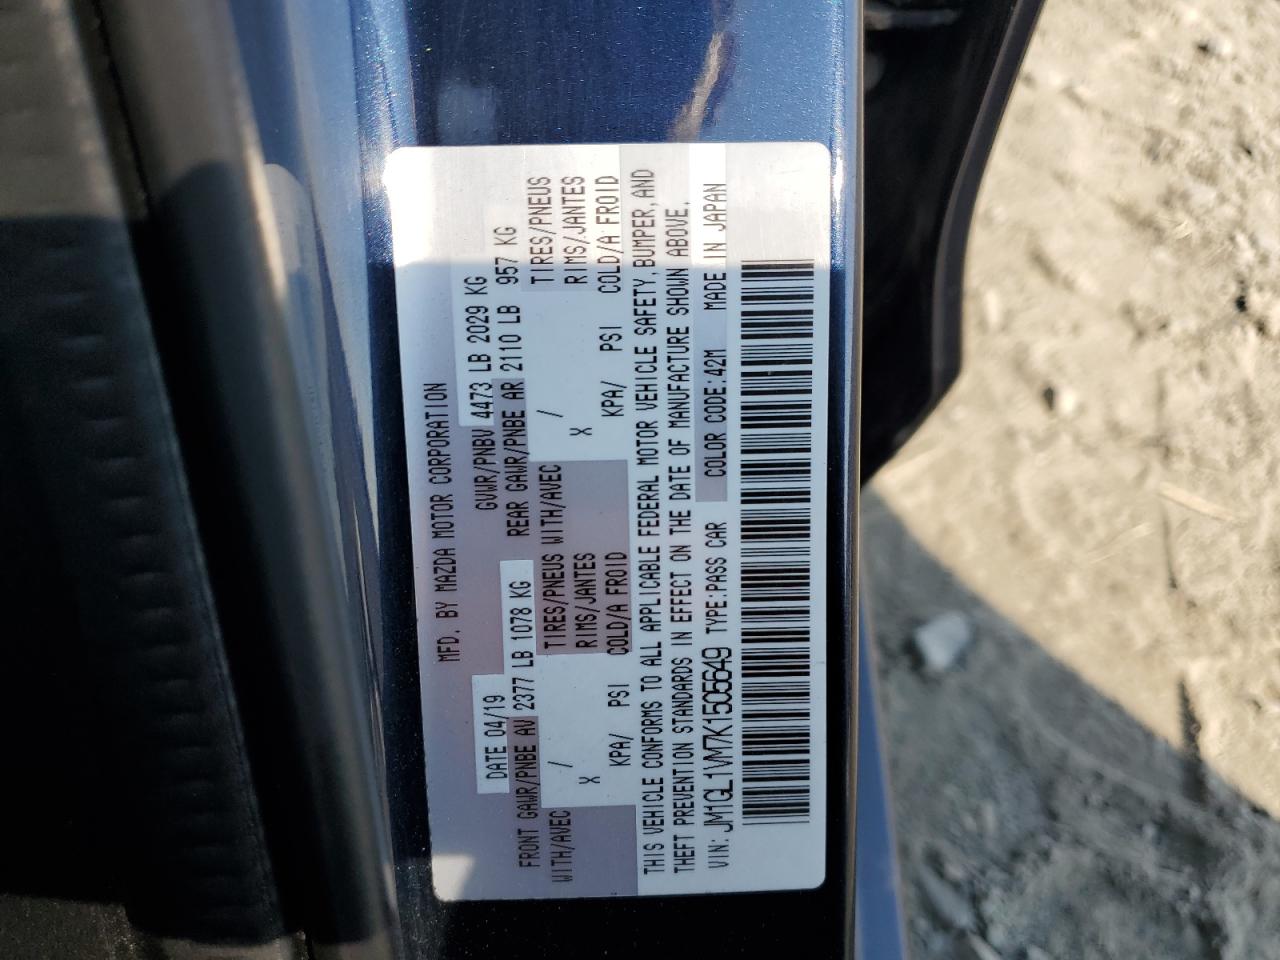 MFD. BY MAZDA MOTOR CORPORATION
DATE 04/19 GVWR/PNBV 4473 LB 2029 KG
FRONT GAWR/PNBE AV 2377 LB 1078 KG REAR GAWR/PNBE AR 2110 LB 957 KG
WITH/AVEC / TIRES/PNEUS WITH/AVEC / TIRES/PNEUS
X RIMS/JANTES X RIMS/JANTES
KPA/ PSI COLD/A FROID KPA/ PSI COLD/A FROID
THIS VEHICLE CONFORMS TO ALL APPLICABLE FEDERAL MOTOR VEHICLE SAFETY, BUMPER, AND
THEFT PREVENTION STANDARDS IN EFFECT ON THE DATE OF MANUFACTURE SHOWN ABOVE.
VIN: JM1GL1VM7K1505649 TYPE:PASS CAR COLOR CODE:42M MADE IN JAPAN